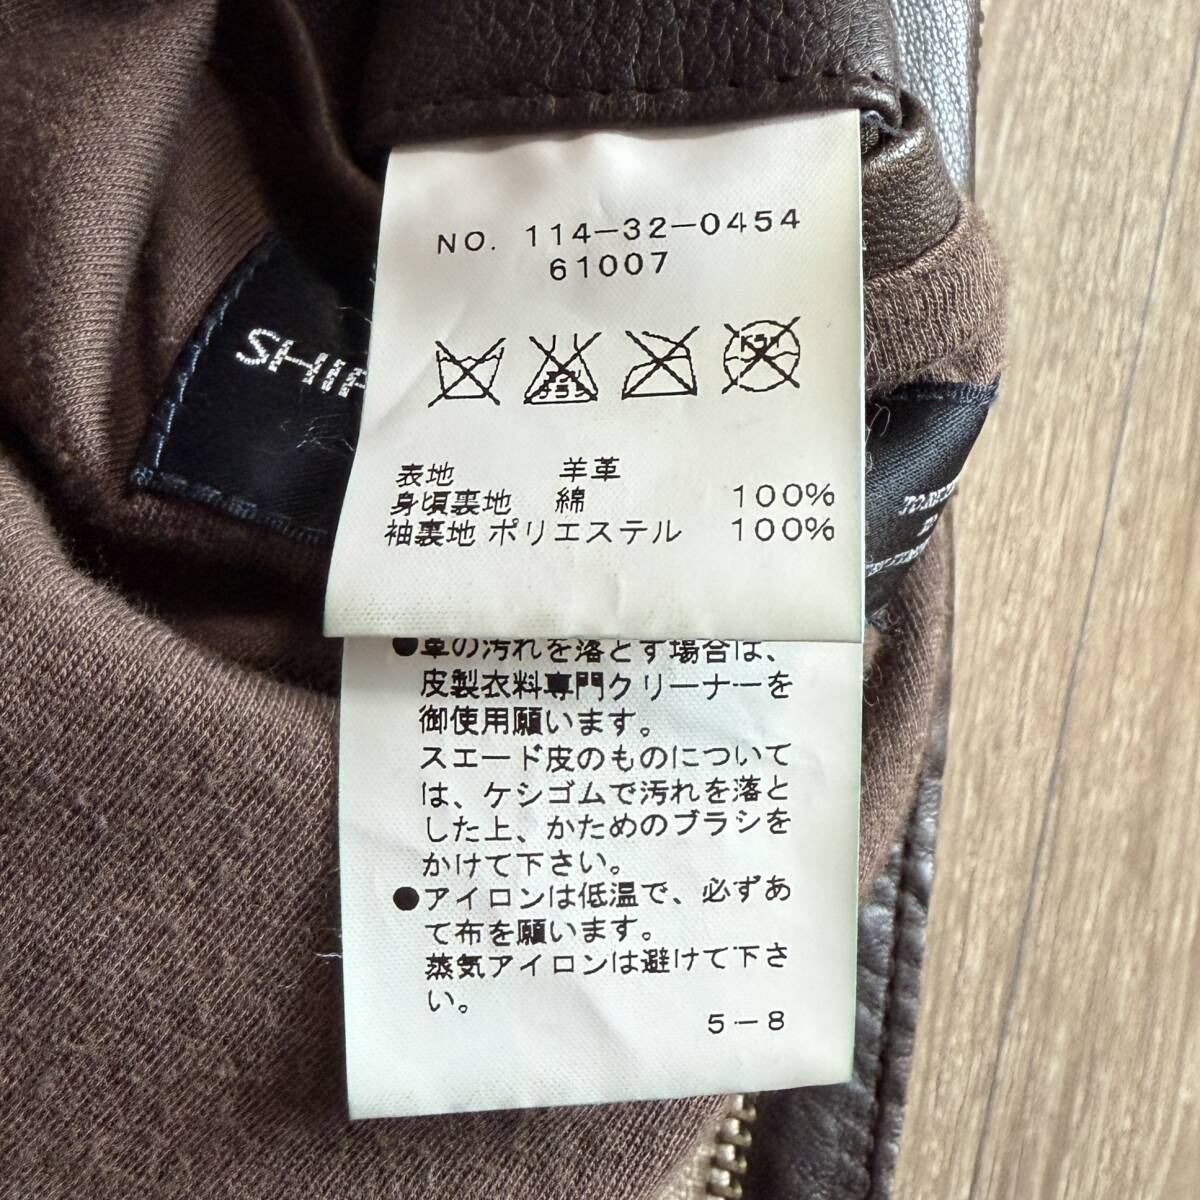 NO. 114-32-0454
61007
表地 羊革
身頃裏地 綿 100%
袖裏地 ポリエステル 100%
●革の汚れを落とす場合は、
皮製衣料専門クリーナーを
御使用願います。
スエード皮のものについて
は、ケシゴムで汚れを落と
した上、かためのブラシを
かけて下さい。
●アイロンは低温で、必ずあ
て布を願います。
蒸気アイロンは避けて下さ
い。
5-8